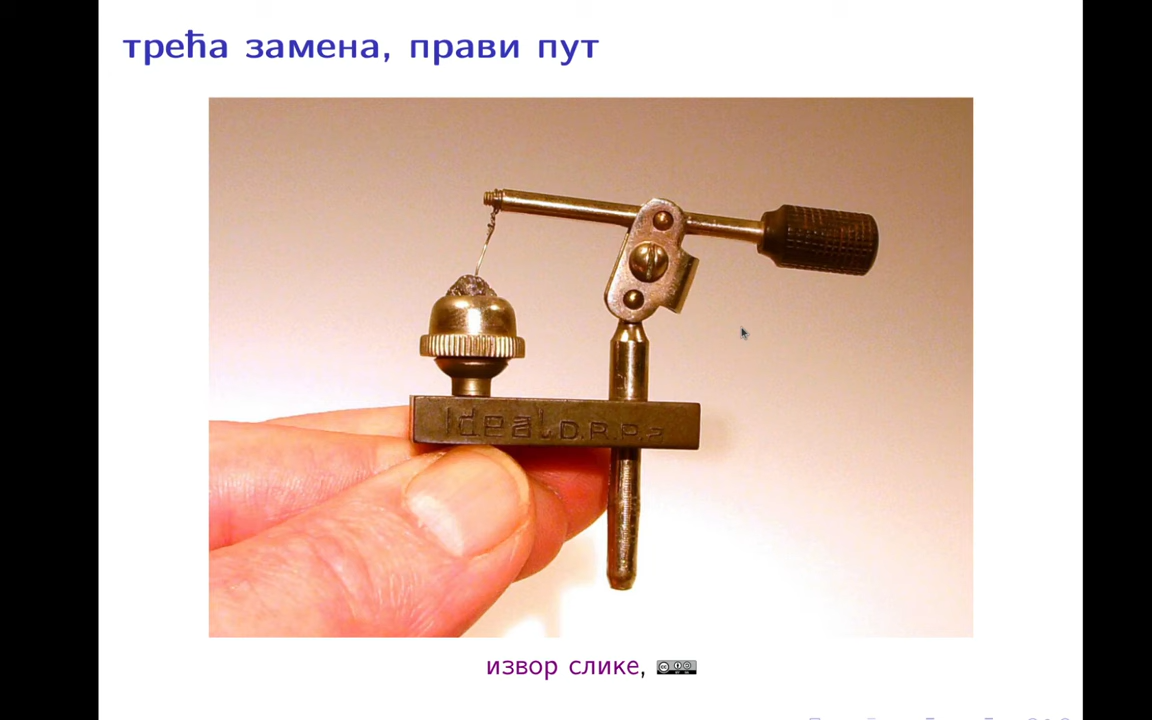 трећа замена, прави пут
Ideal D.R.P.a
извор слике,